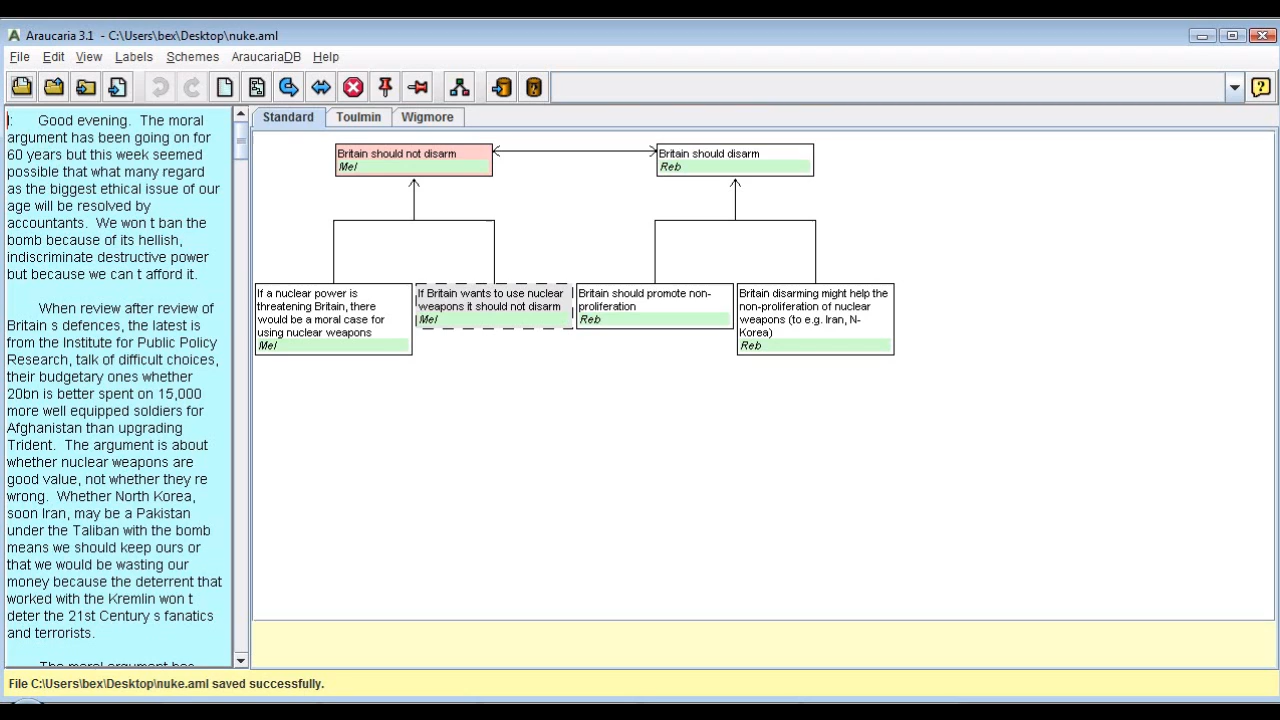 Araucaria 3.1 - C:\Users\bex\Desktop\nuke.aml
File Edit View Labels Schemes AraucariaDB Help
I: Good evening. The moral
argument has been going on for
60 years but this week seemed
possible that what many regard
as the biggest ethical issue of our
age will be resolved by
accountants. We won t ban the
bomb because of its hellish,
indiscriminate destructive power
but because we can t afford it.
When review after review of
Britain s defences, the latest is
from the Institute for Public Policy
Research, talk of difficult choices,
their budgetary ones whether
20bn is better spent on 15,000
more well equipped soldiers for
Afghanistan than upgrading
Trident. The argument is about
whether nuclear weapons are
good value, not whether they re
wrong. Whether North Korea,
soon Iran, may be a Pakistan
under the Taliban with the bomb
means we should keep ours or
that we would be wasting our
money because the deterrent that
worked with the Kremlin won t
deter the 21st Century s fanatics
and terrorists.
The moral argument has
Standard Toulmin Wigmore
Britain should not disarm
Mel
Britain should disarm
Reb
If a nuclear power is
threatening Britain, there
would be a moral case for
using nuclear weapons
Mel
If Britain wants to use nuclear
weapons it should not disarm
Mel
Britain should promote non-
proliferation
Reb
Britain disarming might help the
non-proliferation of nuclear
weapons (to e.g. Iran, N-
Korea)
Reb
File C:\Users\bex\Desktop\nuke.aml saved successfully.